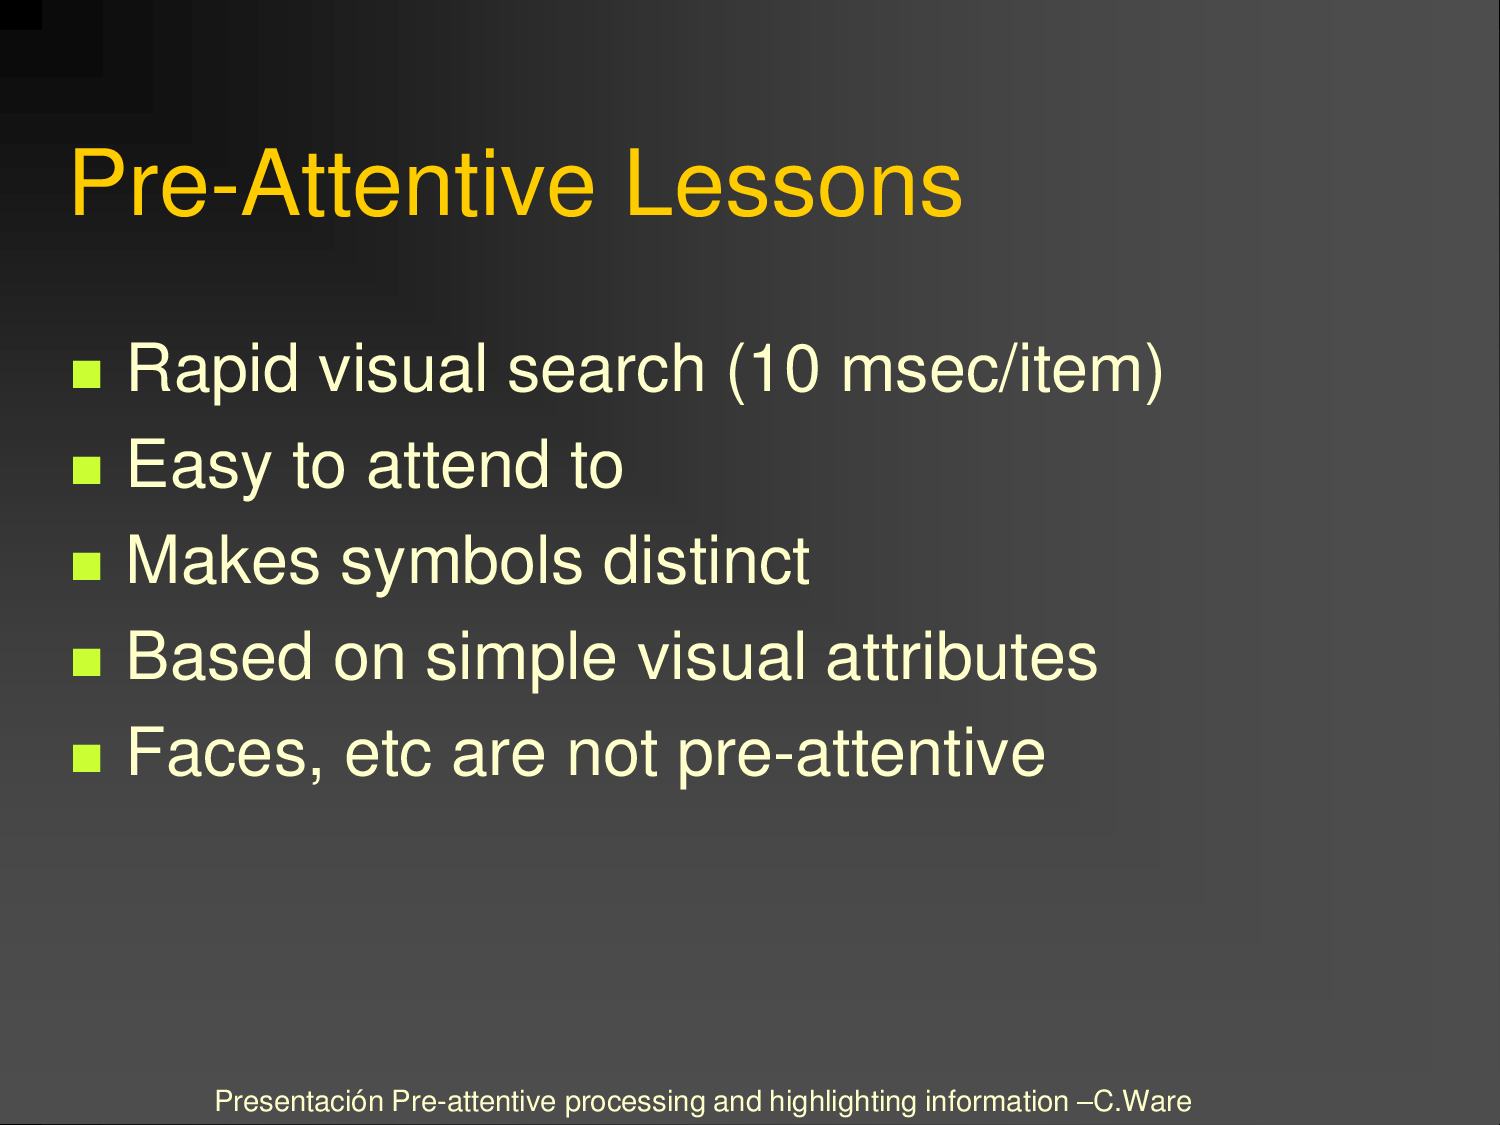 Pre-Attentive Lessons
Rapid visual search (10 msec/item)
Easy to attend to
Makes symbols distinct
Based on simple visual attributes
Faces, etc are not pre-attentive
Presentación Pre-attentive processing and highlighting information –C.Ware